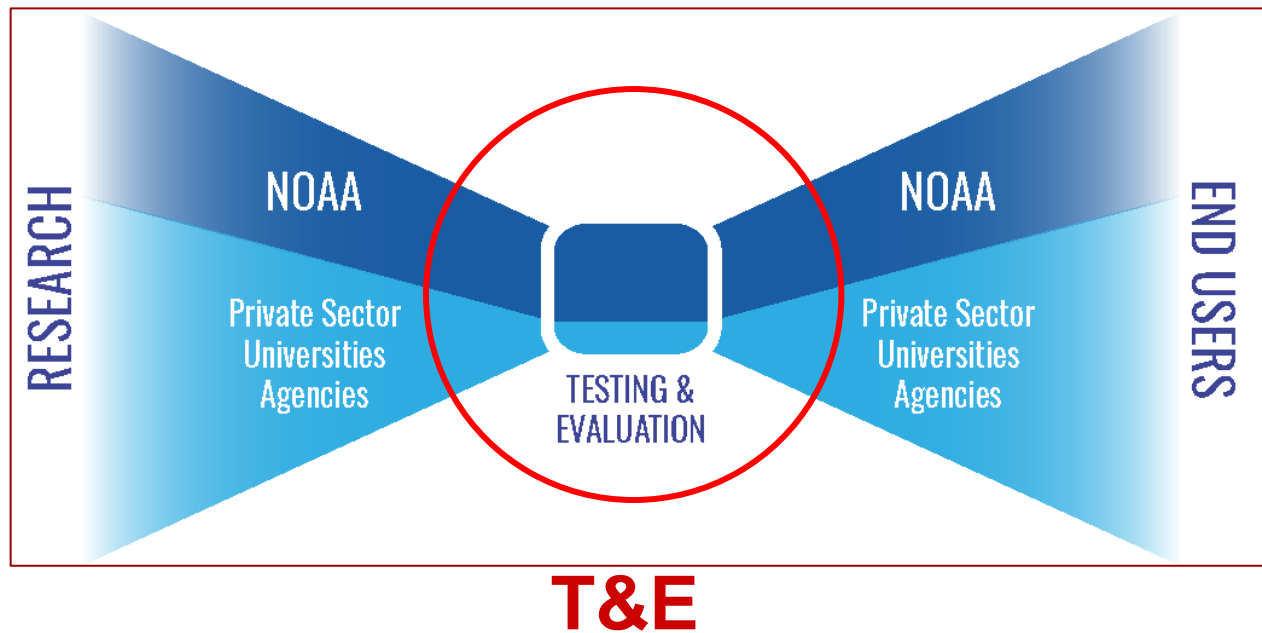 RESEARCH
NOAA
Private Sector
Universities
Agencies
TESTING &
EVALUATION
NOAA
Private Sector
Universities
Agencies
END USERS
T&E